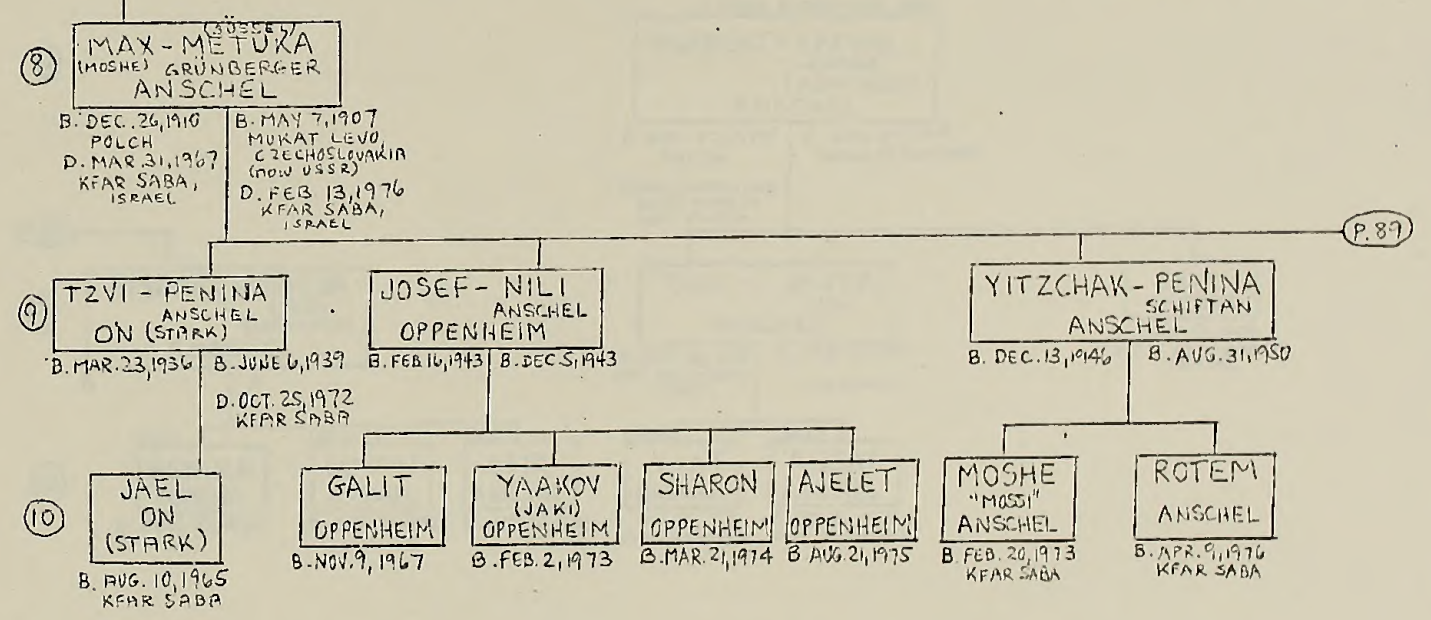 (SÜSSEL)
8 MAX - METUKA
(MOSHE) GRÜNBERGER
ANSCHEL
B. DEC. 26, 1910
POLCH
D. MAR. 31, 1967
KFAR SABA,
ISRAEL
B. MAY 7, 1907
MUKAT LEVO,
CZECHOSLOVAKIA
(NOW USSR)
D. FEB 13, 1976
KFAR SABA,
ISRAEL
P. 89
9
TZVI - PENINA
ANSCHEL
ON (STARK)
B. MAR. 23, 1936
B. JUNE 6, 1939
D. OCT. 25, 1972
KFAR SABA
JOSEF - NILI
ANSCHEL
OPPENHEIM
B. FEB 16, 1943
B. DEC 5, 1943
YITZCHAK - PENINA
SCHIFTAN
ANSCHEL
B. DEC. 13, 1946
B. AUG. 31, 1950
10
JAEL
ON
(STARK)
B. AUG. 10, 1965
KFAR SABA
GALIT
OPPENHEIM
B. NOV. 9, 1967
YAAKOV
(JAKI)
OPPENHEIM
B. FEB. 2, 1973
SHARON
OPPENHEIM
B. MAR. 21, 1974
AJELET
OPPENHEIM
B AUG. 21, 1975
MOSHE
"MOSSI"
ANSCHEL
B. FEB. 20, 1973
KFAR SABA
ROTEM
ANSCHEL
B. APR. 9, 1976
KFAR SABA